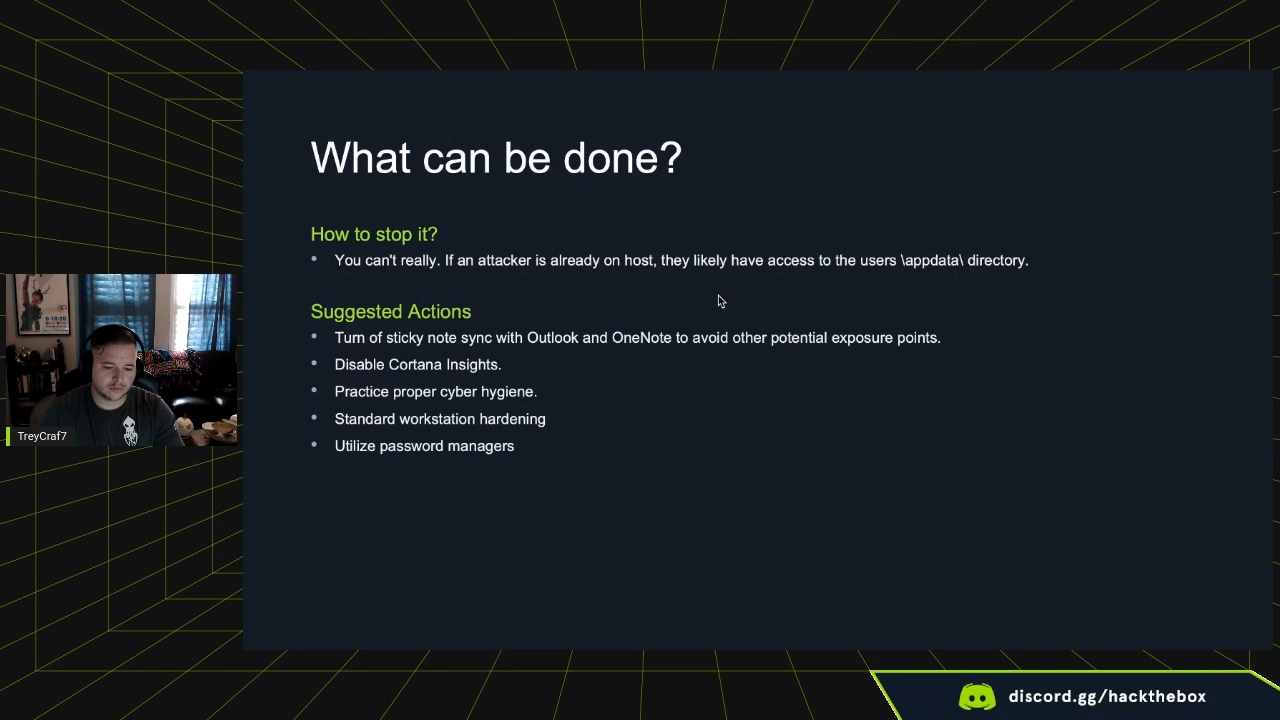 What can be done?
How to stop it?
• You can't really. If an attacker is already on host, they likely have access to the users \appdata\ directory.
Suggested Actions
• Turn of sticky note sync with Outlook and OneNote to avoid other potential exposure points.
• Disable Cortana Insights.
• Practice proper cyber hygiene.
• Standard workstation hardening
• Utilize password managers
TreyCraf7
discord.gg/hackthebox